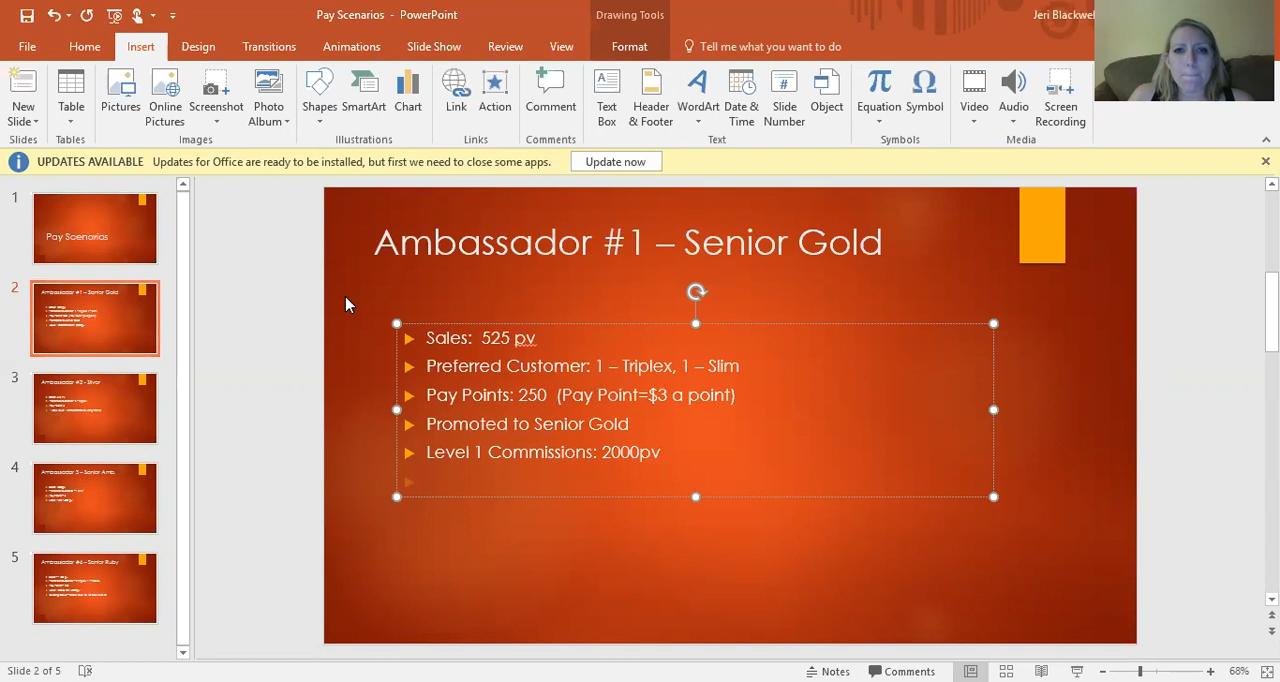 Pay Scenarios - PowerPoint
Drawing Tools
Jeri Blackwel
File Home Insert Design Transitions Animations Slide Show Review View Format Tell me what you want to do
New Slide
Table
Pictures
Online Pictures
Screenshot
Photo Album
Shapes
SmartArt
Chart
Link
Action
Comment
Text Box
Header & Footer
WordArt
Date & Time
Slide Number
Object
Equation
Symbol
Video
Audio
Screen Recording
Slides Tables Images Illustrations Links Comments Text Symbols Media
UPDATES AVAILABLE Updates for Office are ready to be installed, but first we need to close some apps. Update now
1
Pay Scenarios
2
Ambassador #1 – Senior Gold
3
Ambassador #2 - Silver
4
Ambassador 3 – Senior Amb.
5
Ambassador #4 – Senior Ruby
Ambassador #1 – Senior Gold
Sales: 525 pv
Preferred Customer: 1 – Triplex, 1 – Slim
Pay Points: 250 (Pay Point=$3 a point)
Promoted to Senior Gold
Level 1 Commissions: 2000pv
Slide 2 of 5
Notes
Comments
68%